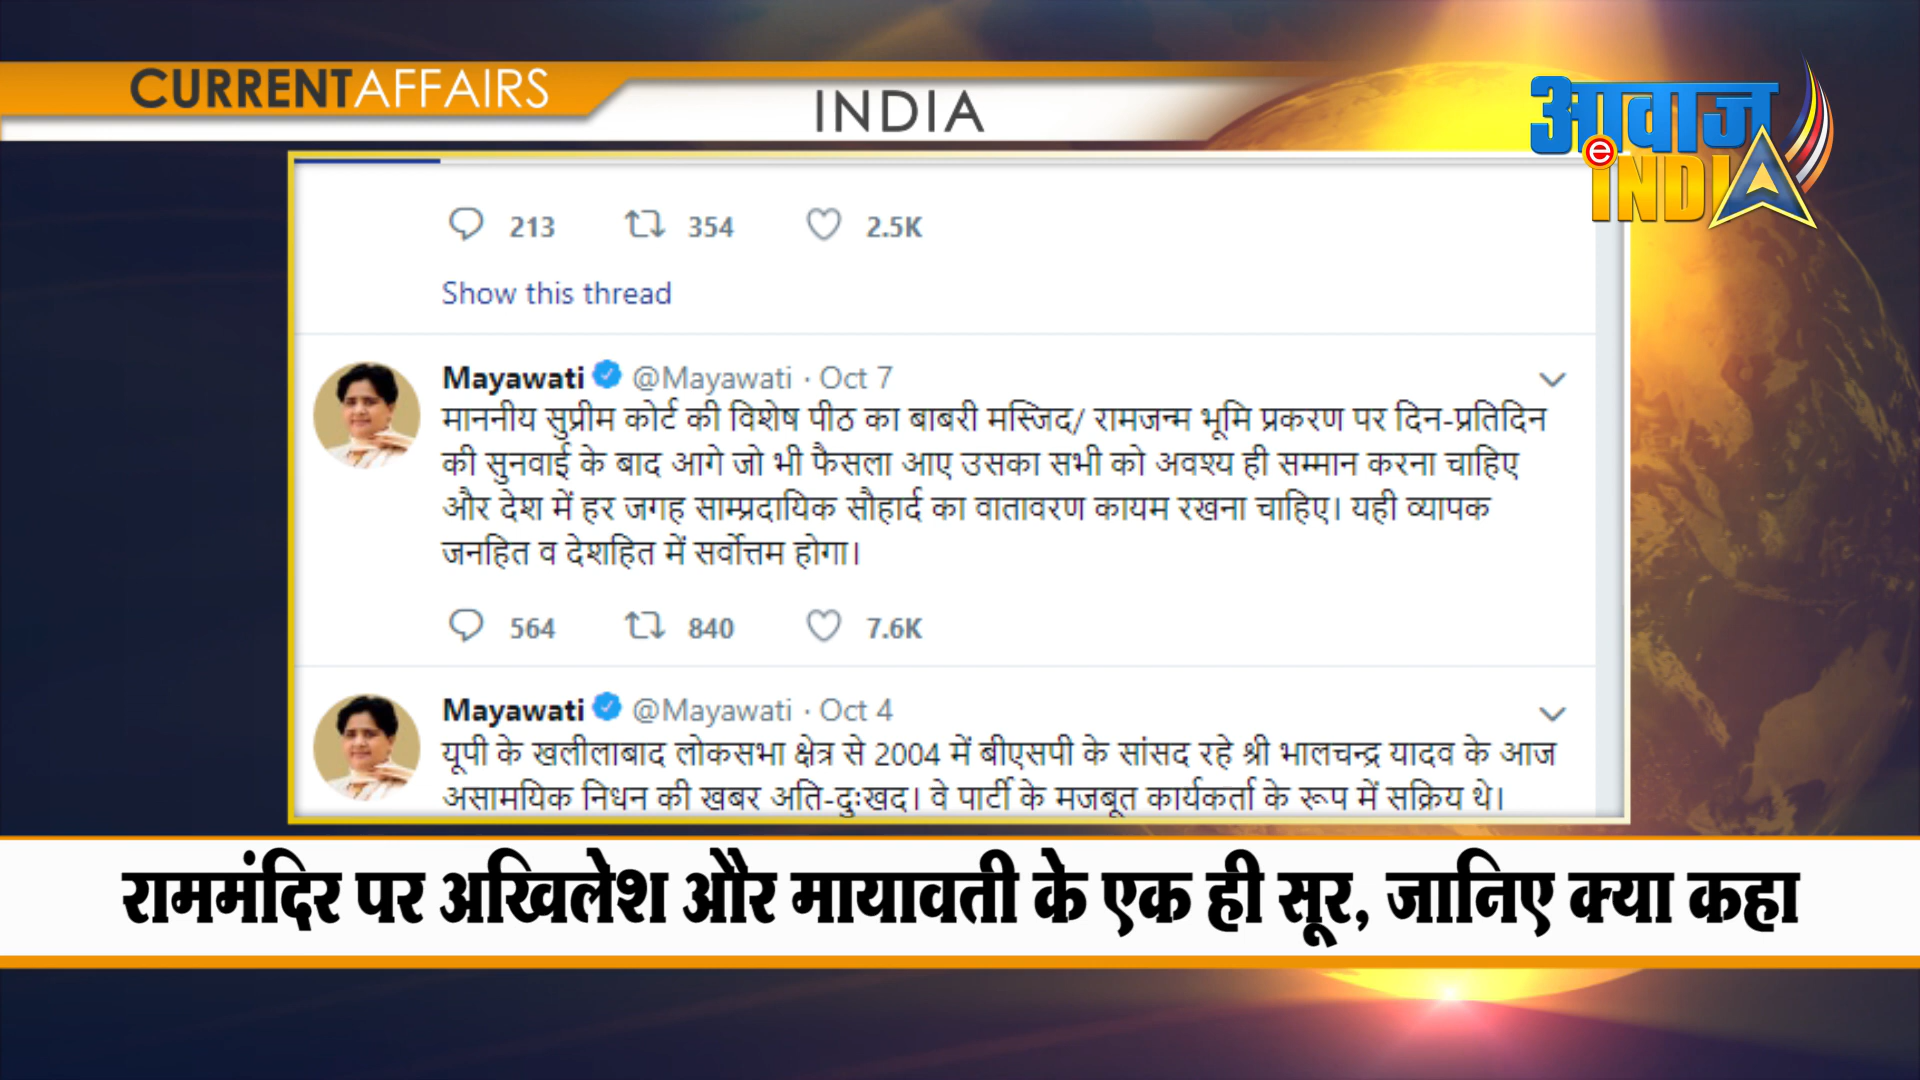 CURRENTAFFAIRS
INDIA
आवाज
e INDIA
213 354 2.5K
Show this thread
Mayawati @Mayawati · Oct 7
माननीय सुप्रीम कोर्ट की विशेष पीठ का बाबरी मस्जिद/ रामजन्म भूमि प्रकरण पर दिन-प्रतिदिन
की सुनवाई के बाद आगे जो भी फैसला आए उसका सभी को अवश्य ही सम्मान करना चाहिए
और देश में हर जगह साम्प्रदायिक सौहार्द का वातावरण कायम रखना चाहिए। यही व्यापक
जनहित व देशहित में सर्वोत्तम होगा।
564 840 7.6K
Mayawati @Mayawati · Oct 4
यूपी के खलीलाबाद लोकसभा क्षेत्र से 2004 में बीएसपी के सांसद रहे श्री भालचन्द्र यादव के आज
असामयिक निधन की खबर अति-दुःखद। वे पार्टी के मजबूत कार्यकर्ता के रूप में सक्रिय थे।
राममंदिर पर अखिलेश और मायावती के एक ही सूर, जानिए क्या कहा